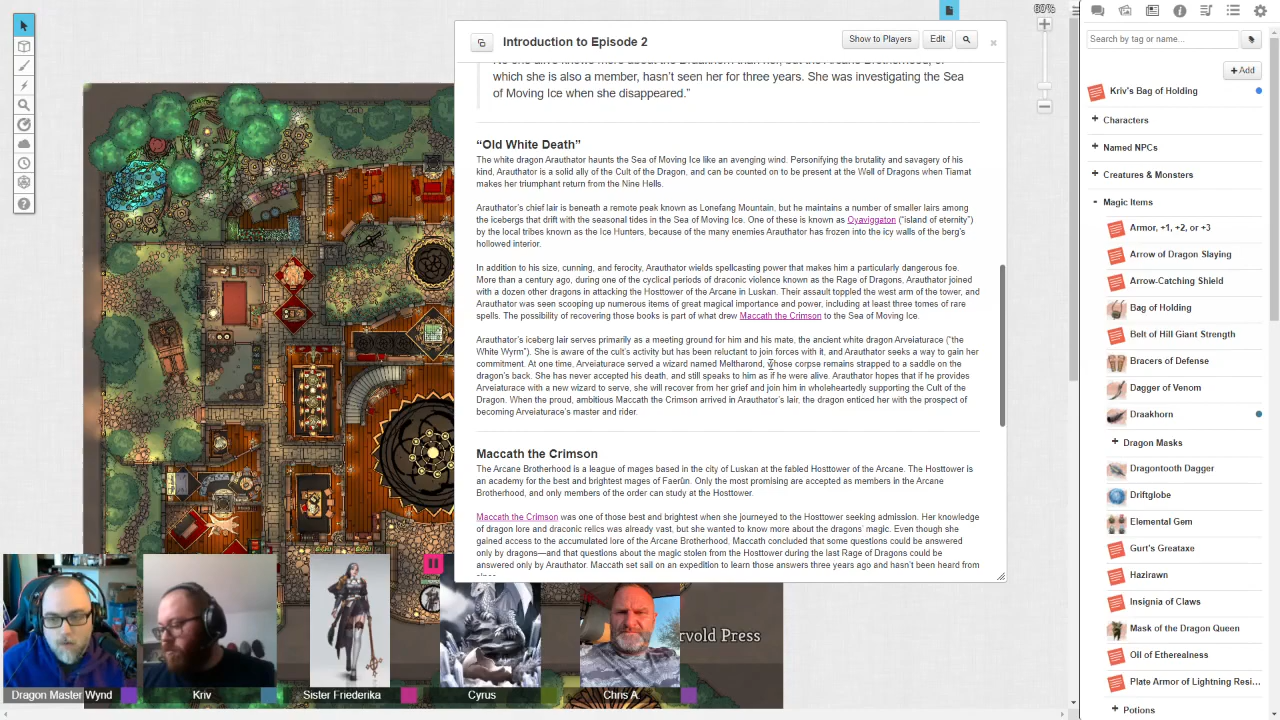 80%
Introduction to Episode 2
Show to Players
Edit
which she is also a member, hasn't seen her for three years. She was investigating the Sea
of Moving Ice when she disappeared.”
“Old White Death”
The white dragon Arauthator haunts the Sea of Moving Ice like an avenging wind. Personifying the brutality and savagery of his
kind, Arauthator is a solid ally of the Cult of the Dragon, and can be counted on to be present at the Well of Dragons when Tiamat
makes her triumphant return from the Nine Hells.
Arauthator's chief lair is beneath a remote peak known as Lonefang Mountain, but he maintains a number of smaller lairs among
the icebergs that drift with the seasonal tides in the Sea of Moving Ice. One of these is known as Oyaviggaton (“island of eternity”)
by the local tribes known as the Ice Hunters, because of the many enemies Arauthator has frozen into the icy walls of the berg's
hollowed interior.
In addition to his size, cunning, and ferocity, Arauthator wields spellcasting power that makes him a particularly dangerous foe.
More than a century ago, during one of the cyclical periods of draconic violence known as the Rage of Dragons, Arauthator joined
with a dozen other dragons in attacking the Hosttower of the Arcane in Luskan. Their assault toppled the west arm of the tower, and
Arauthator was seen scooping up numerous items of great magical importance and power, including at least three tomes of rare
spells. The possibility of recovering those books is part of what drew Maccath the Crimson to the Sea of Moving Ice.
Arauthator's iceberg lair serves primarily as a meeting ground for him and his mate, the ancient white dragon Arveiaturace (“the
White Wyrm”). She is aware of the cult's activity but has been reluctant to join forces with it, and Arauthator seeks a way to gain her
commitment. At one time, Arveiaturace served a wizard named Meltharond, whose corpse remains strapped to a saddle on the
dragon's back. She has never accepted his death, and still speaks to him as if he were alive. Arauthator hopes that if he provides
Arveiaturace with a new wizard to serve, she will recover from her grief and join him in wholeheartedly supporting the Cult of the
Dragon. When the proud, ambitious Maccath the Crimson arrived in Arauthator's lair, the dragon enticed her with the prospect of
becoming Arveiaturace's master and rider.
Maccath the Crimson
The Arcane Brotherhood is a league of mages based in the city of Luskan at the fabled Hosttower of the Arcane. The Hosttower is
an academy for the best and brightest mages of Faerûn. Only the most promising are accepted as members in the Arcane
Brotherhood, and only members of the order can study at the Hosttower.
Maccath the Crimson was one of those best and brightest when she journeyed to the Hosttower seeking admission. Her knowledge
of dragon lore and draconic relics was already vast, but she wanted to know more about the dragons' magic. Even though she
gained access to the accumulated lore of the Arcane Brotherhood, Maccath concluded that some questions could be answered
only by dragons—and that questions about the magic stolen from the Hosttower during the last Rage of Dragons could be
answered only by Arauthator. Maccath set sail on an expedition to learn those answers three years ago and hasn't been heard from
Search by tag or name...
+ Add
Kriv's Bag of Holding
+ Characters
+ Named NPCs
+ Creatures & Monsters
- Magic Items
Armor, +1, +2, or +3
Arrow of Dragon Slaying
Arrow-Catching Shield
Bag of Holding
Belt of Hill Giant Strength
Bracers of Defense
Dagger of Venom
Draakhorn
+ Dragon Masks
Dragontooth Dagger
Driftglobe
Elemental Gem
Gurt's Greataxe
Hazirawn
Insignia of Claws
Mask of the Dragon Queen
Oil of Etherealness
Plate Armor of Lightning Resi...
+ Potions
rvold Press
Dragon Master Wynd
Kriv
Sister Friederika
Cyrus
Chris A.